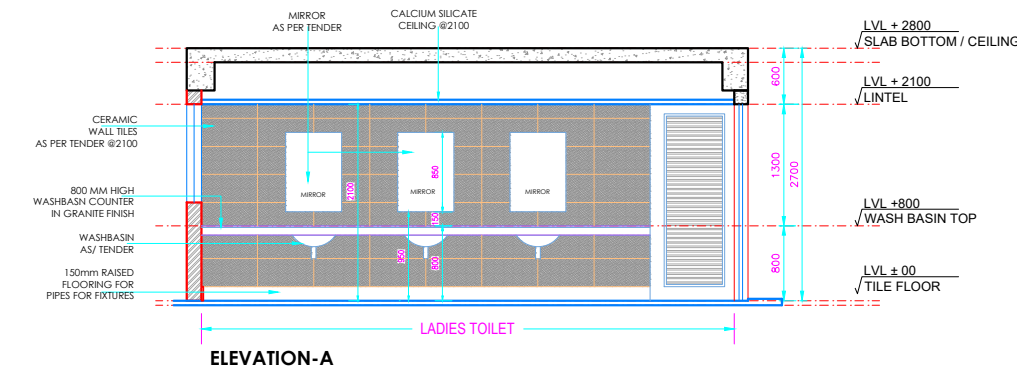 MIRROR
AS PER TENDER
CALCIUM SILICATE
CEILING @2100
LVL + 2800
SLAB BOTTOM / CEILING
600
LVL + 2100
LINTEL
CERAMIC
WALL TILES
AS PER TENDER @2100
850
1300
2700
2100
MIRROR
MIRROR
MIRROR
800 MM HIGH
WASHBASN COUNTER
IN GRANITE FINISH
150
LVL +800
WASH BASIN TOP
WASHBASIN
AS/ TENDER
950
800
800
150mm RAISED
FLOORING FOR
PIPES FOR FIXTURES
LVL ± 00
TILE FLOOR
LADIES TOILET
ELEVATION-A